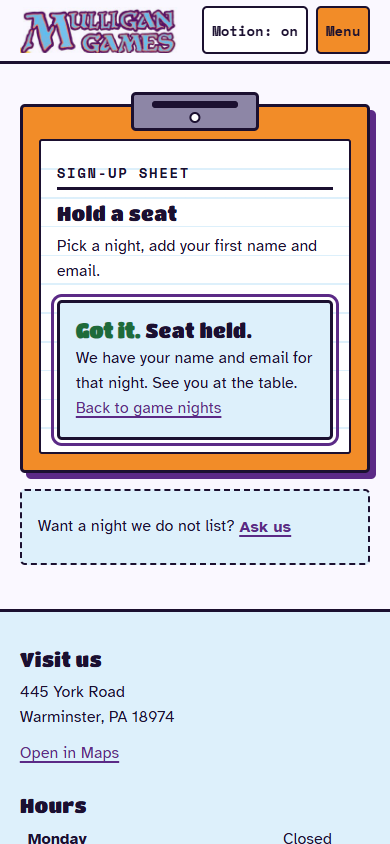 MULLIGAN
GAMES
Motion: on
Menu
SIGN-UP SHEET
Hold a seat
Pick a night, add your first name and
email.
Got it. Seat held.
We have your name and email for
that night. See you at the table.
Back to game nights
Want a night we do not list? Ask us
Visit us
445 York Road
Warminster, PA 18974
Open in Maps
Hours
Monday Closed